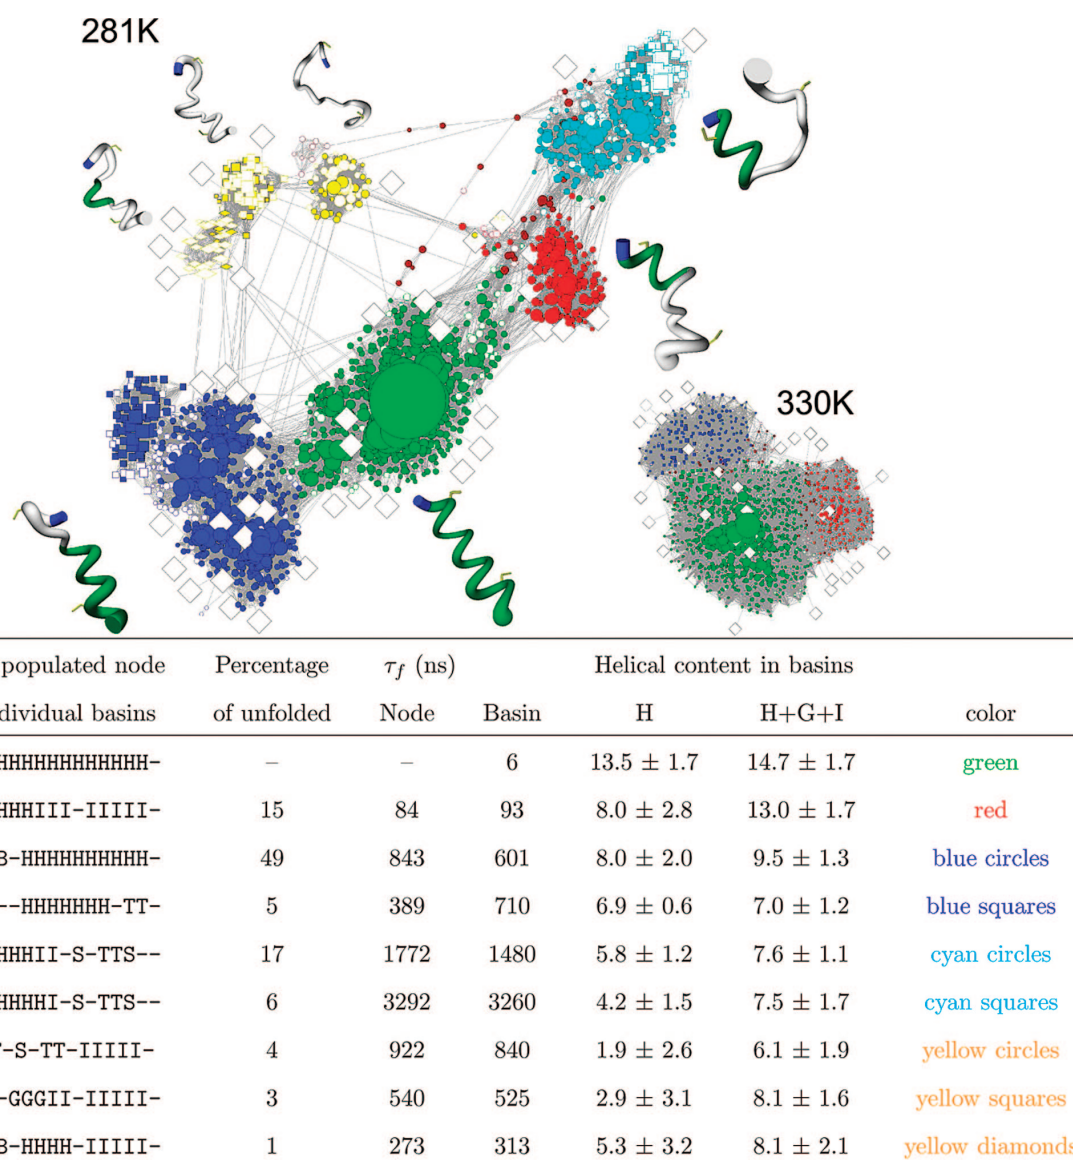 281K
330K
populated node Percentage τf (ns) Helical content in basins
of unfolded Node Basin H H+G+I color
HHHHHHHHHHHHH- – – 6 13.5 ± 1.7 14.7 ± 1.7 green
HHHIII-IIIII- 15 84 93 8.0 ± 2.8 13.0 ± 1.7 red
-HHHHHHHHHHH- 49 843 601 8.0 ± 2.0 9.5 ± 1.3 blue circles
--HHHHHHH-TT- 5 389 710 6.9 ± 0.6 7.0 ± 1.2 blue squares
HHHII-S-TTS-- 17 1772 1480 5.8 ± 1.2 7.6 ± 1.1 cyan circles
HHHHI-S-TTS-- 6 3292 3260 4.2 ± 1.5 7.5 ± 1.7 cyan squares
-S-TT-IIIII- 4 922 840 1.9 ± 2.6 6.1 ± 1.9 yellow circles
-GGGII-IIIII- 3 540 525 2.9 ± 3.1 8.1 ± 1.6 yellow squares
-HHHH-IIIII- 1 273 313 5.3 ± 3.2 8.1 ± 2.1 yellow diamonds